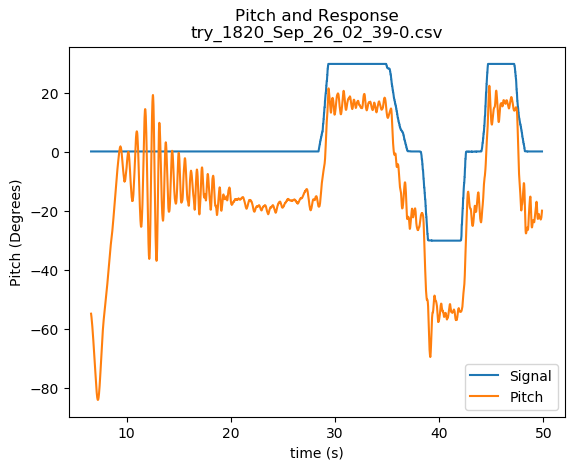 Pitch and Response
try_1820_Sep_26_02_39-0.csv
Pitch (Degrees)
20
0
−20
−40
−60
−80
10
20
30
40
50
time (s)
Signal
Pitch